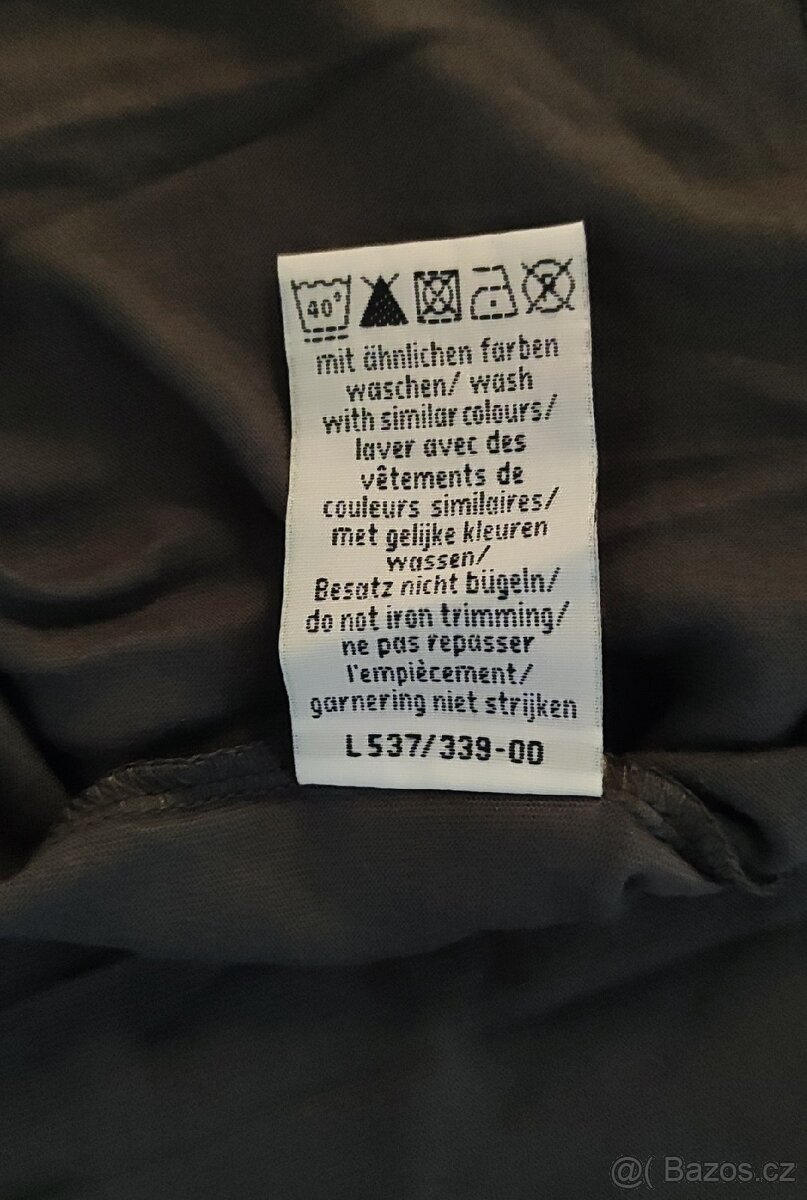 40°
mit ähnlichen farben
waschen/ wash
with similar colours/
laver avec des
vêtements de
couleurs similaires/
met gelijke kleuren
wassen/
Besatz nicht bügeln/
do not iron trimming/
ne pas repasser
l'empiècement/
garnering niet strijken
L537/339-00
@( Bazos.cz